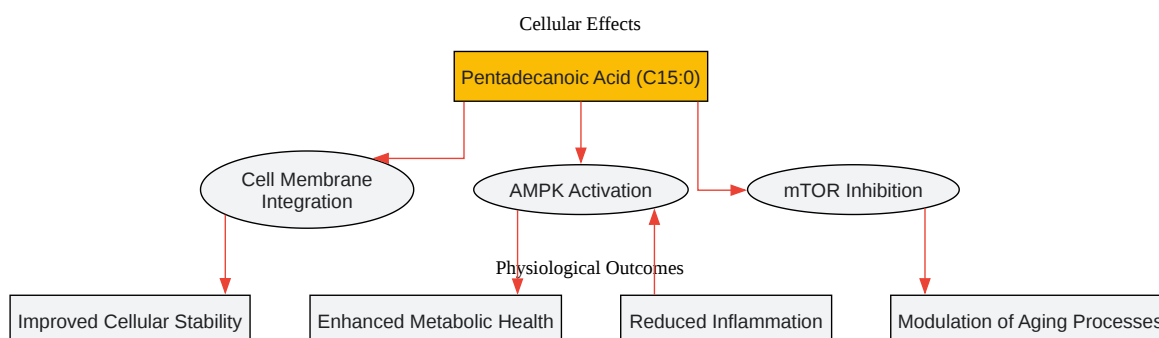 Cellular Effects
Pentadecanoic Acid (C15:0)
Cell Membrane
Integration
AMPK Activation
mTOR Inhibition
Physiological Outcomes
Improved Cellular Stability
Enhanced Metabolic Health
Reduced Inflammation
Modulation of Aging Processes